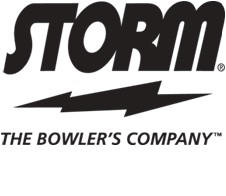 STORM®
THE BOWLER'S COMPANY™